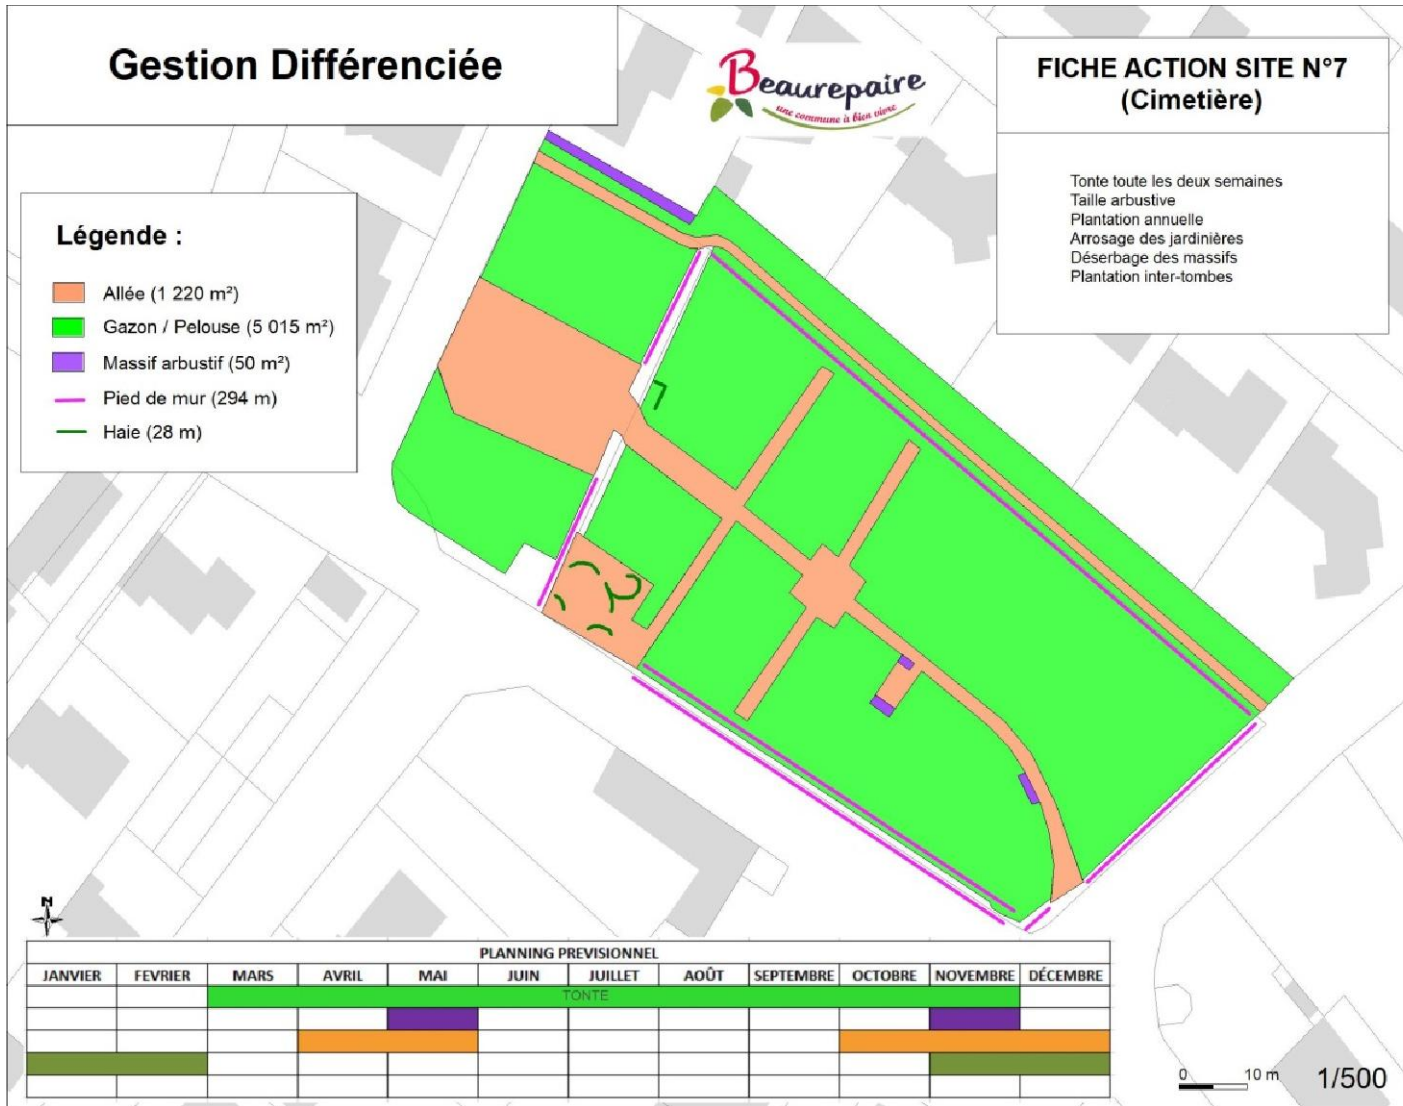 Gestion Différenciée
Beaurepaire
une commune à bien vivre
FICHE ACTION SITE N°7
(Cimetière)
Tonte toute les deux semaines
Taille arbustive
Plantation annuelle
Arrosage des jardinières
Déserbage des massifs
Plantation inter-tombes
Légende :
Allée (1 220 m²)
Gazon / Pelouse (5 015 m²)
Massif arbustif (50 m²)
Pied de mur (294 m)
Haie (28 m)
N
PLANNING PREVISIONNEL
JANVIER FEVRIER MARS AVRIL MAI JUIN JUILLET AOÛT SEPTEMBRE OCTOBRE NOVEMBRE DÉCEMBRE
TONTE
0 10 m
1/500